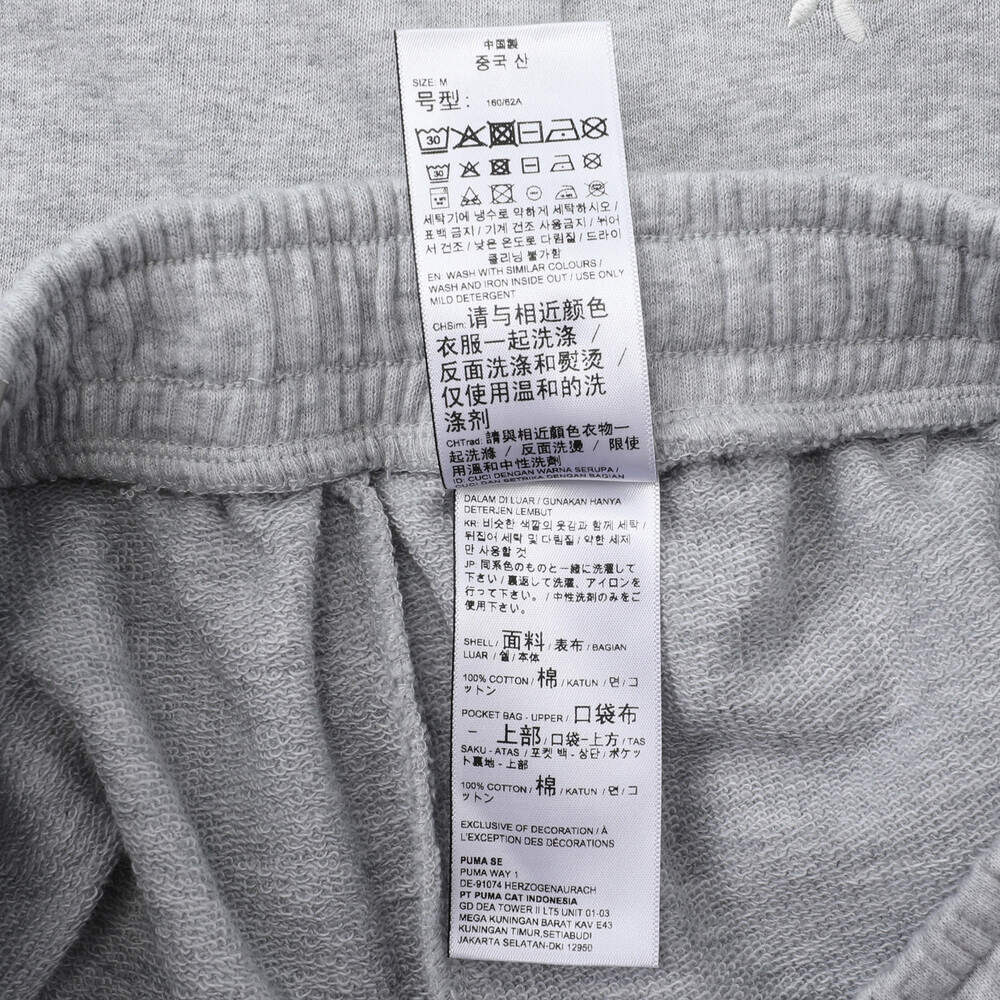 中国製
중국 산
SIZE: M
号型: 160/62A
30
30
세탁기에 냉수로 약하게 세탁하시오 /
표백 금지 / 기계 건조 사용금지 / 뉘어
서 건조 / 낮은 온도로 다림질 / 드라이
클리닝 불가함
EN: WASH WITH SIMILAR COLOURS /
WASH AND IRON INSIDE OUT / USE ONLY
MILD DETERGENT
CHSim: 请与相近颜色
衣服一起洗涤 /
反面洗涤和熨烫 /
仅使用温和的洗
涤剂
CHTrad: 請與相近顏色衣物一
起洗滌 / 反面洗燙 / 限使
用溫和中性洗劑
ID: CUCI DENGAN WARNA SERUPA /
CUCI DAN SETRIKA DENGAN BAGIAN
DALAM DI LUAR / GUNAKAN HANYA
DETERJEN LEMBUT
KR: 비슷한 색깔의 옷감과 함께 세탁 /
뒤집어 세탁 및 다림질 / 약한 세제
만 사용할 것
JP: 同系色のものと一緒に洗濯して
下さい / 裏返して洗濯、アイロンを
行って下さい。 / 中性洗剤のみをご
使用下さい。
SHELL / 面料 / 表布 / BAGIAN
LUAR / 쉘 / 本体
100% COTTON / 棉 / KATUN / 면 / コ
ットン
POCKET BAG - UPPER / 口袋布
- 上部 / 口袋-上方 / TAS
SAKU - ATAS / 포켓 백 - 상단 / ポケッ
ト裏地 - 上部
100% COTTON / 棉 / KATUN / 면 / コ
ットン
EXCLUSIVE OF DECORATION / À
L'EXCEPTION DES DÉCORATIONS
PUMA SE
PUMA WAY 1
DE-91074 HERZOGENAURACH
PT PUMA CAT INDONESIA
GD DEA TOWER II LT5 UNIT 01-03
MEGA KUNINGAN BARAT KAV E43
KUNINGAN TIMUR,SETIABUDI
JAKARTA SELATAN-DKI 12950